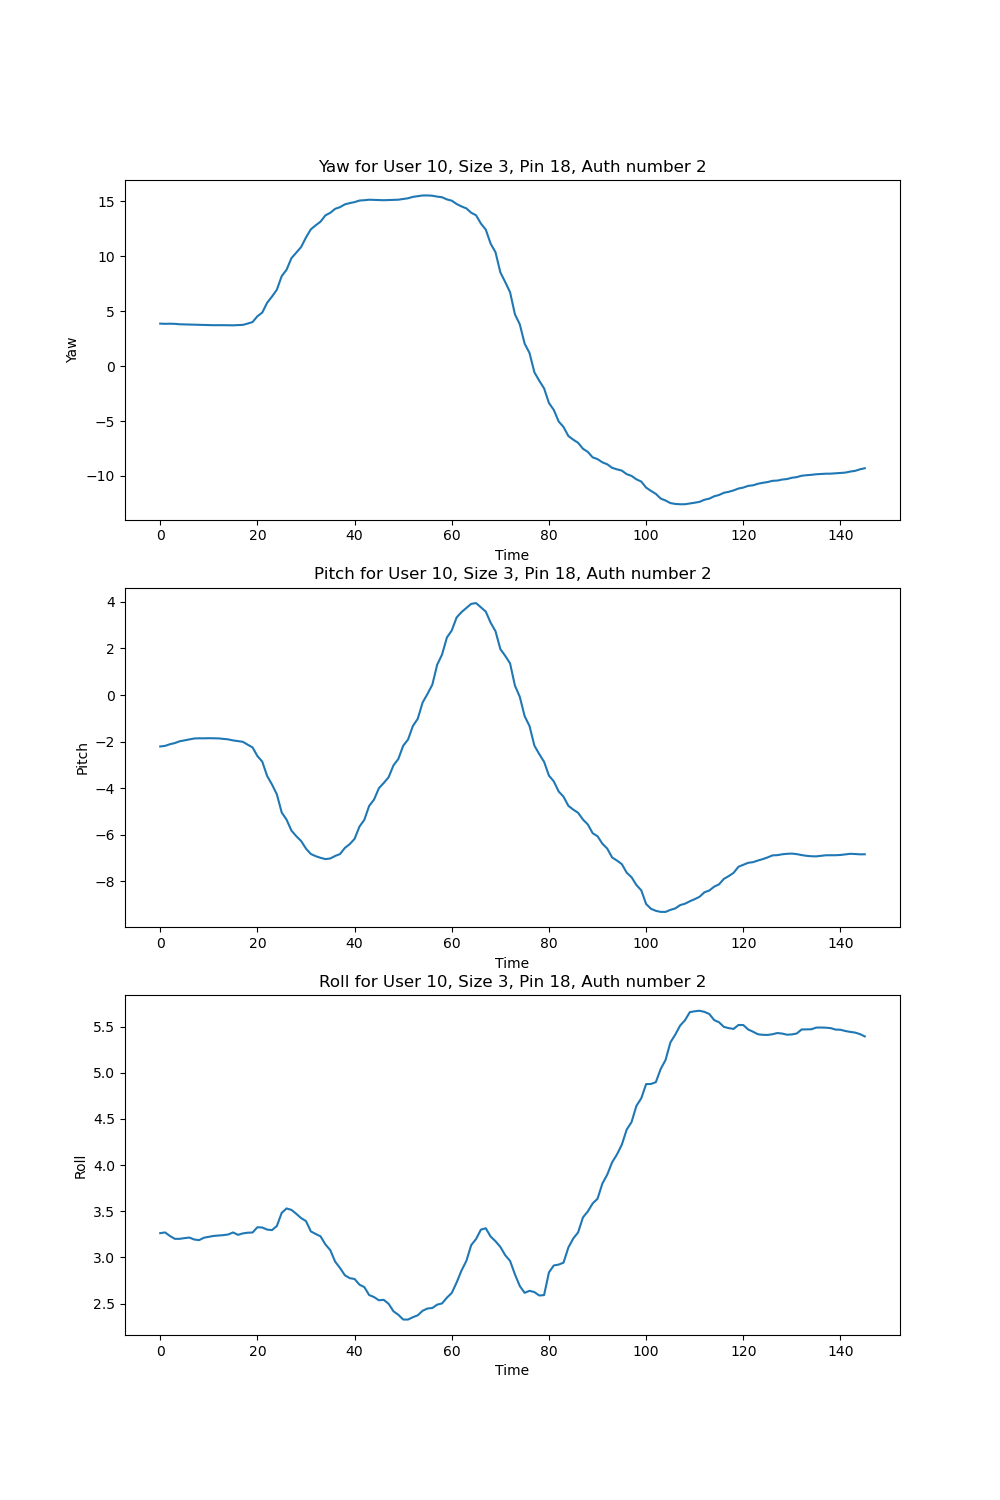 Yaw for User 10, Size 3, Pin 18, Auth number 2
15
10
5
0
−5
−10
Yaw
0 20 40 60 80 100 120 140
Time
Pitch for User 10, Size 3, Pin 18, Auth number 2
4
2
0
−2
−4
−6
−8
Pitch
0 20 40 60 80 100 120 140
Time
Roll for User 10, Size 3, Pin 18, Auth number 2
5.5
5.0
4.5
4.0
3.5
3.0
2.5
Roll
0 20 40 60 80 100 120 140
Time